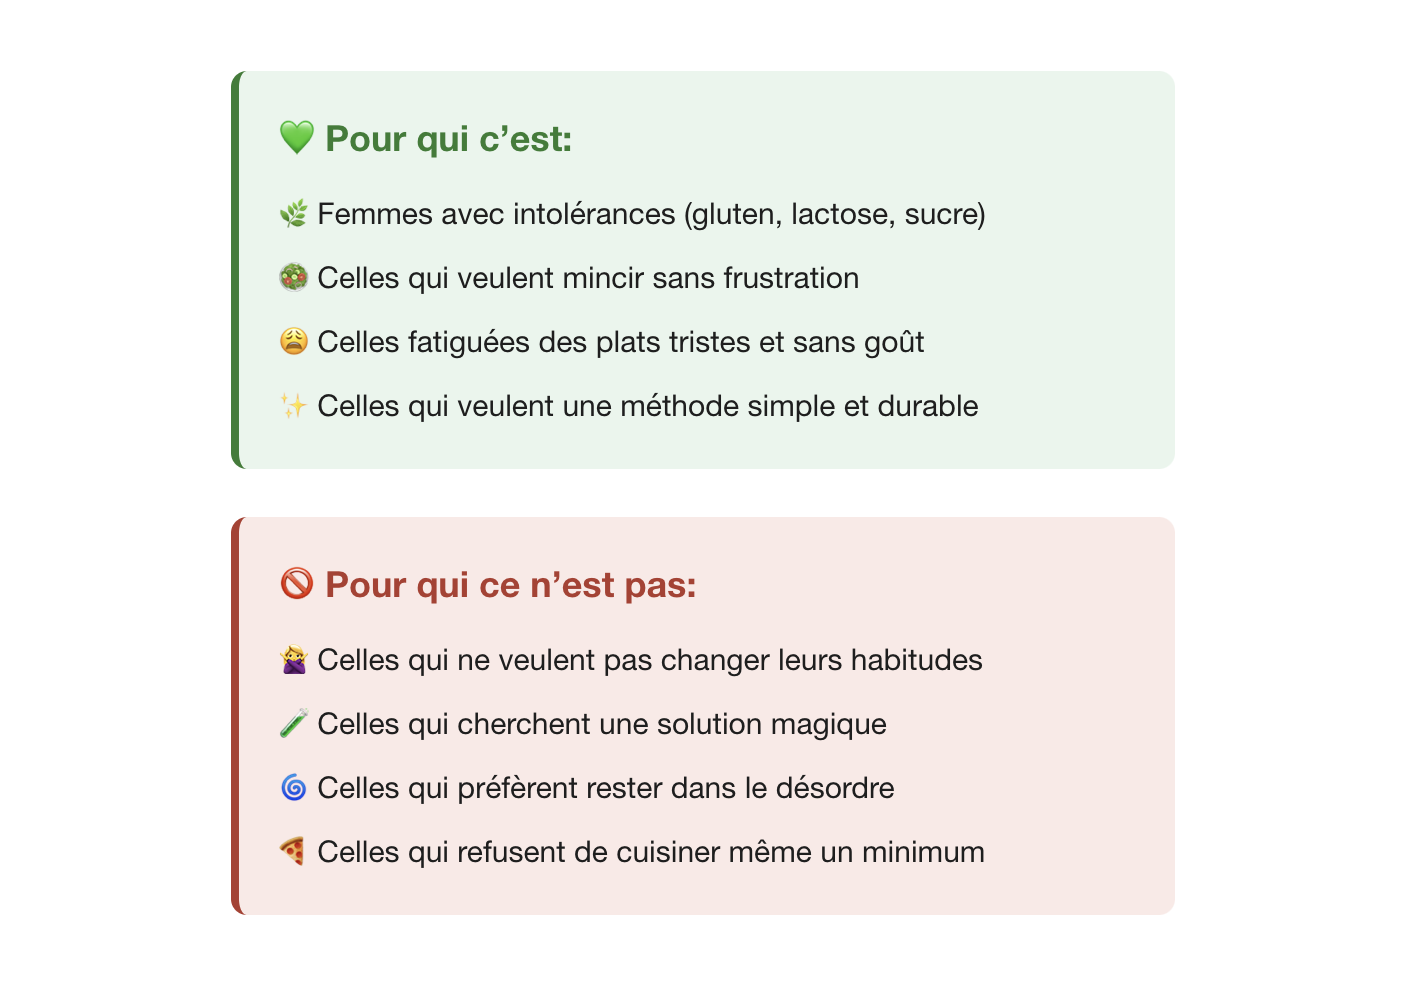 💚 Pour qui c’est:
🌿 Femmes avec intolérances (gluten, lactose, sucre)
🥗 Celles qui veulent mincir sans frustration
😩 Celles fatiguées des plats tristes et sans goût
✨ Celles qui veulent une méthode simple et durable
🚫 Pour qui ce n’est pas:
🙅‍♀️ Celles qui ne veulent pas changer leurs habitudes
🧪 Celles qui cherchent une solution magique
🌀 Celles qui préfèrent rester dans le désordre
🍕 Celles qui refusent de cuisiner même un minimum